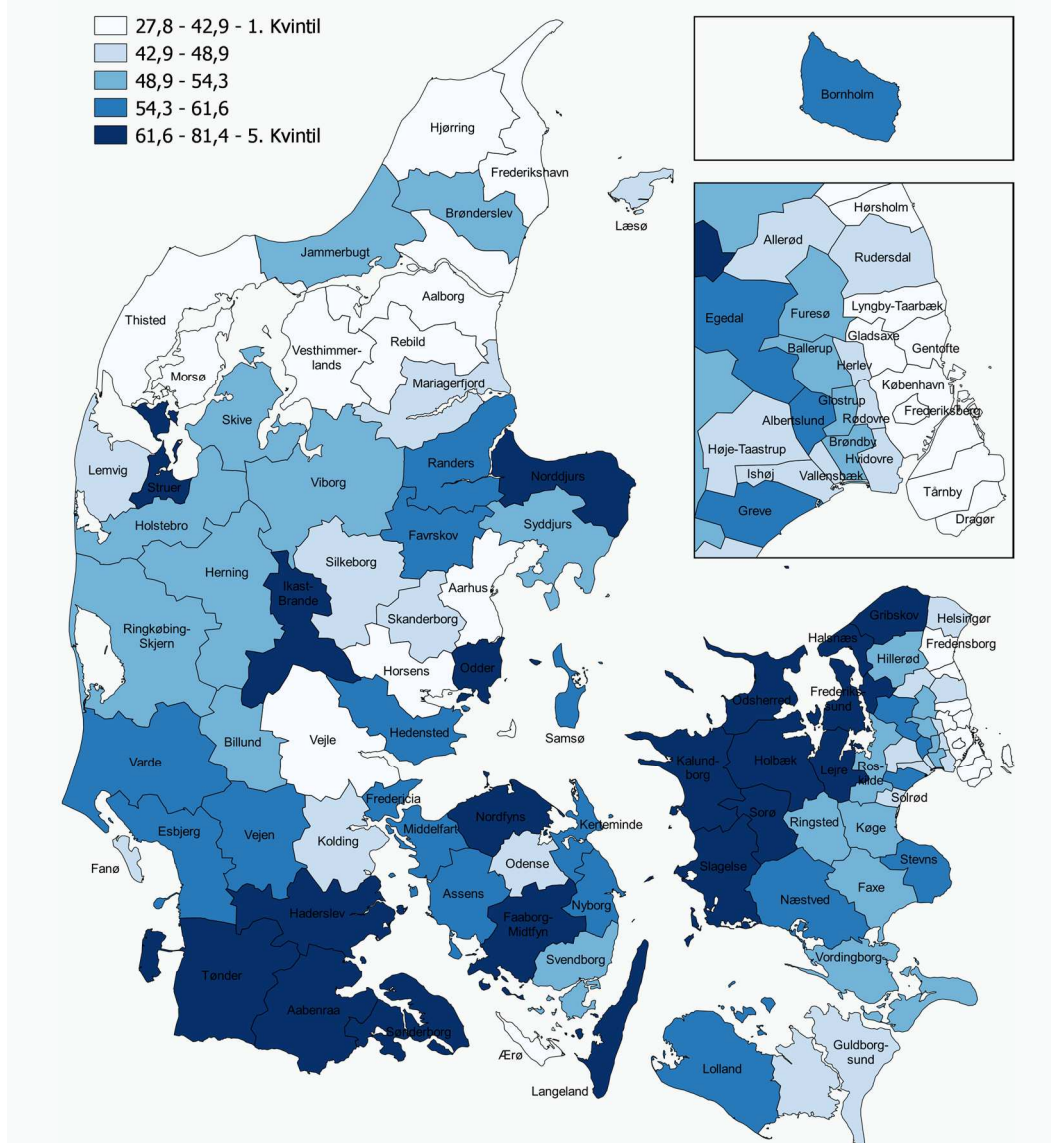 27,8 - 42,9 - 1. Kvintil
42,9 - 48,9
48,9 - 54,3
54,3 - 61,6
61,6 - 81,4 - 5. Kvintil
Hjørring
Frederikshavn
Brønderslev
Jammerbugt
Læsø
Aalborg
Thisted
Vesthimmer-
lands
Rebild
Morsø
Mariagerfjord
Skive
Lemvig
Struer
Viborg
Randers
Norddjurs
Holstebro
Favrskov
Syddjurs
Silkeborg
Herning
Ikast-
Brande
Aarhus
Skanderborg
Ringkøbing-
Skjern
Horsens
Odder
Samsø
Billund
Vejle
Hedensted
Varde
Fredericia
Esbjerg
Vejen
Kolding
Fanø
Middelfart
Nordfyns
Kerteminde
Odense
Assens
Haderslev
Faaborg-
Midtfyn
Nyborg
Svendborg
Tønder
Aabenraa
Sønderborg
Ærø
Langeland
Bornholm
Hørsholm
Allerød
Rudersdal
Egedal
Furesø
Lyngby-Taarbæk
Gladsaxe
Gentofte
Ballerup
Herlev
København
Frederiksberg
Glostrup
Albertslund
Rødovre
Høje-Taastrup
Brøndby
Hvidovre
Ishøj
Vallensbæk
Greve
Tårnby
Dragør
Gribskov
Helsingør
Halsnæs
Fredensborg
Hillerød
Odsherred
Frederiks-
sund
Kalund-
borg
Holbæk
Lejre
Ros-
kilde
Solrød
Sorø
Ringsted
Køge
Slagelse
Stevns
Næstved
Faxe
Vordingborg
Guldborg-
sund
Lolland